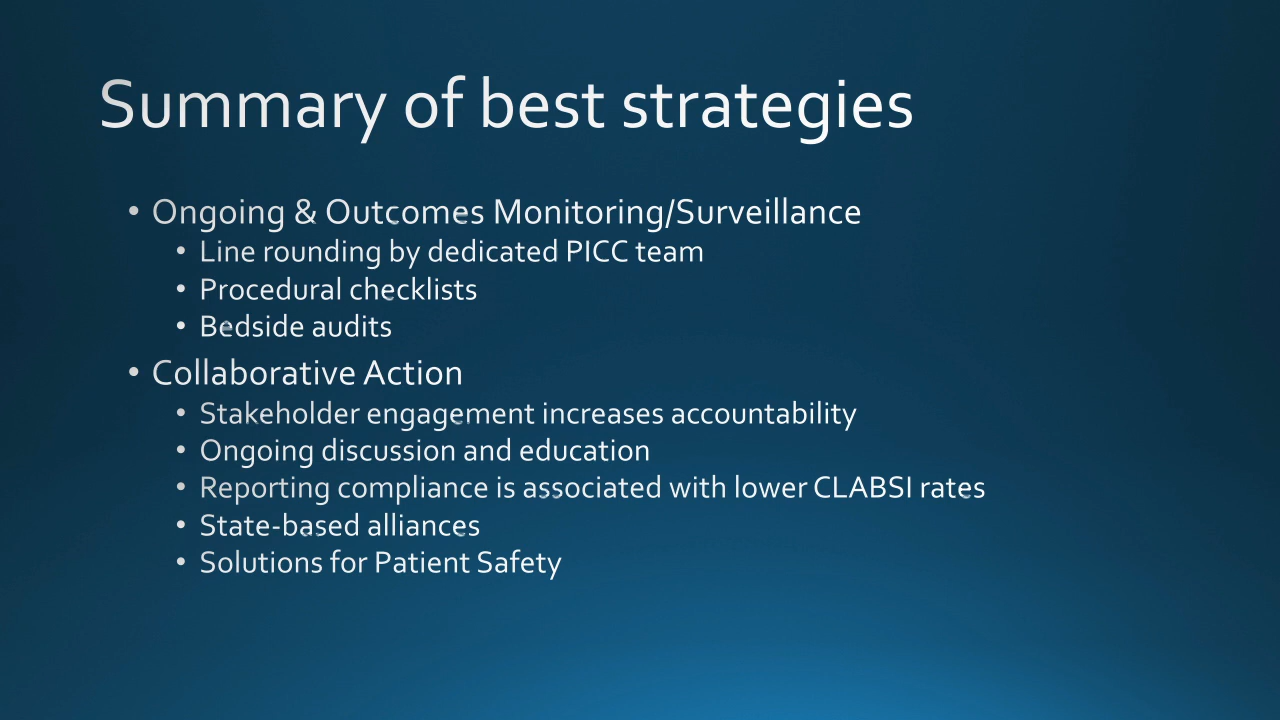 Summary of best strategies
• Ongoing & Outcomes Monitoring/Surveillance
• Line rounding by dedicated PICC team
• Procedural checklists
• Bedside audits
• Collaborative Action
• Stakeholder engagement increases accountability
• Ongoing discussion and education
• Reporting compliance is associated with lower CLABSI rates
• State-based alliances
• Solutions for Patient Safety